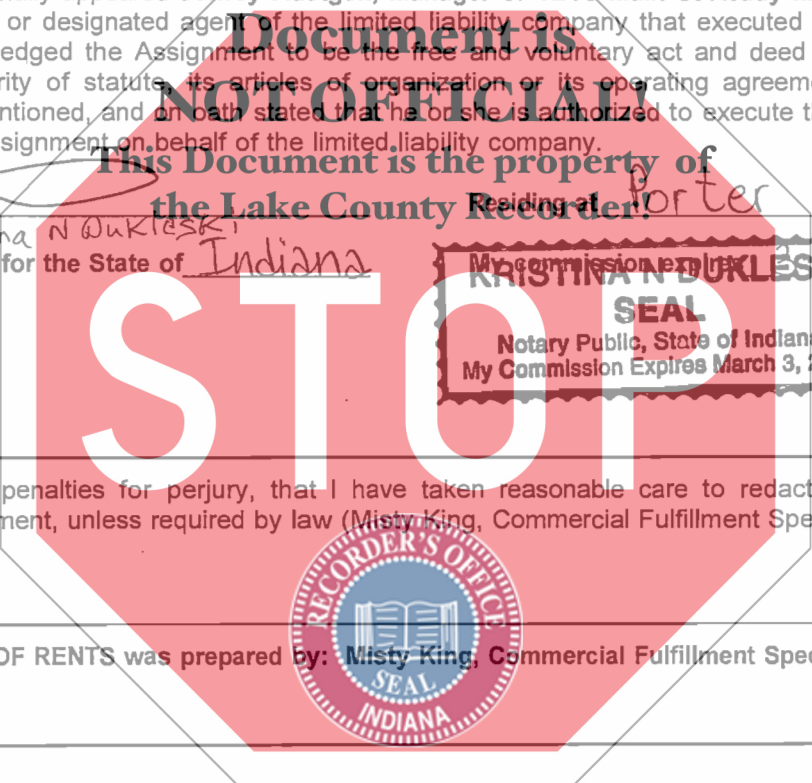 or designated agent of the limited liability company that executed
Document is
edged the Assignment to be the free and voluntary act and deed
rity of statute, its articles of organization or its operating agreeme
NOT OFFICIAL!
ntioned, and on oath stated that he or she is authorized to execute t
signment on behalf of the limited liability company.
This Document is the property of
the Lake County Recorder!
Residing at Porter
na N Dukleski
for the State of Indiana
My commission expires
KRISTINA N DUKLES
SEAL
Notary Public, State of Indiana
My Commission Expires March 3, 2
STOP
penalties for perjury, that I have taken reasonable care to redact
ment, unless required by law (Misty King, Commercial Fulfillment Spe
RECORDER'S OFFICE
OF RENTS was prepared by: Misty King, Commercial Fulfillment Spec
SEAL
INDIANA